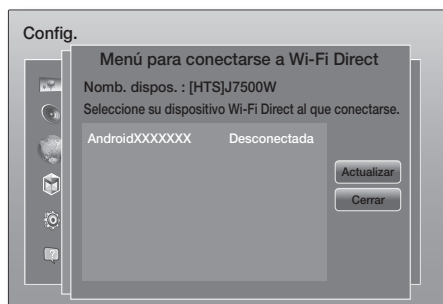 Config.
Menú para conectarse a Wi-Fi Direct
Nomb. dispos. : [HTS]J7500W
Seleccione su dispositivo Wi-Fi Direct al que conectarse.
AndroidXXXXXXX Desconectada
Actualizar
Cerrar
?